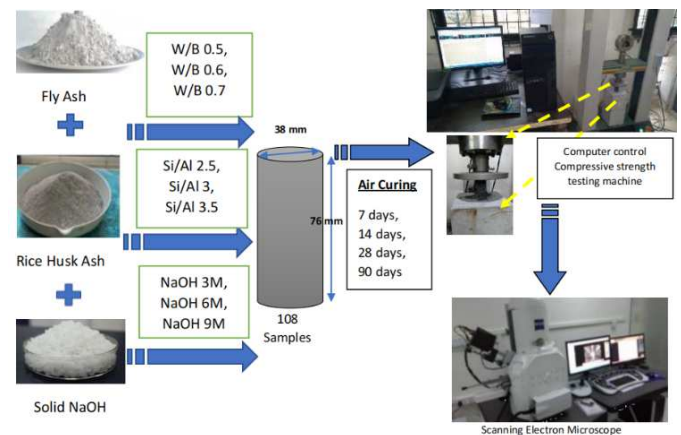 Fly Ash
W/B 0.5,
W/B 0.6,
W/B 0.7
Rice Husk Ash
Si/Al 2.5,
Si/Al 3,
Si/Al 3.5
Solid NaOH
NaOH 3M,
NaOH 6M,
NaOH 9M
38 mm
76 mm
108
Samples
Air Curing
7 days,
14 days,
28 days,
90 days
Computer control
Compressive strength
testing machine
Scanning Electron Microscope